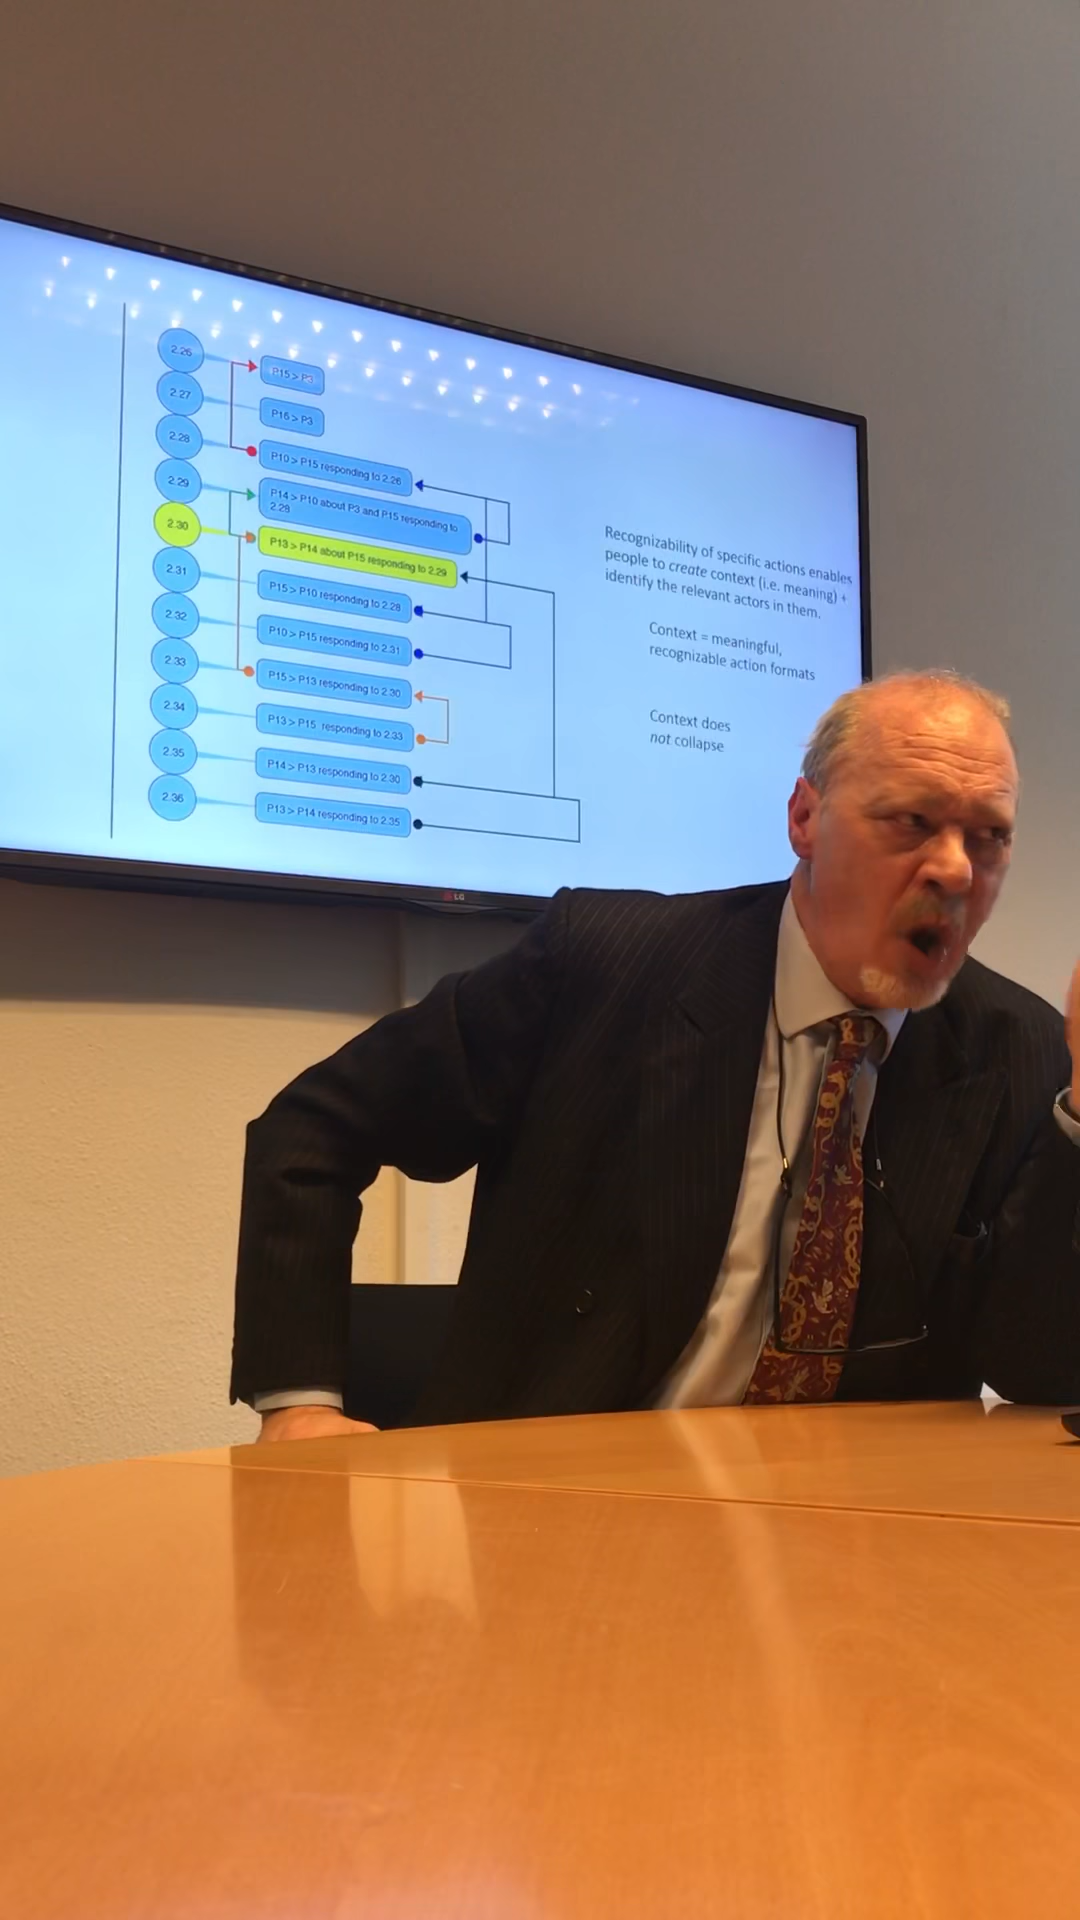 2.26
P15 > P3
2.27
P16 > P3
2.28
P10 > P15 responding to 2.26
2.29
P14 > P10 about P3 and P15 responding to
2.28
2.30
P13 > P14 about P15 responding to 2.29
2.31
P15 > P10 responding to 2.28
2.32
P10 > P15 responding to 2.31
2.33
P15 > P13 responding to 2.30
2.34
P13 > P15 responding to 2.33
2.35
P14 > P13 responding to 2.30
2.36
P13 > P14 responding to 2.35
Recognizability of specific actions enables
people to create context (i.e. meaning) +
identify the relevant actors in them.
Context = meaningful,
recognizable action formats
Context does
not collapse
LG